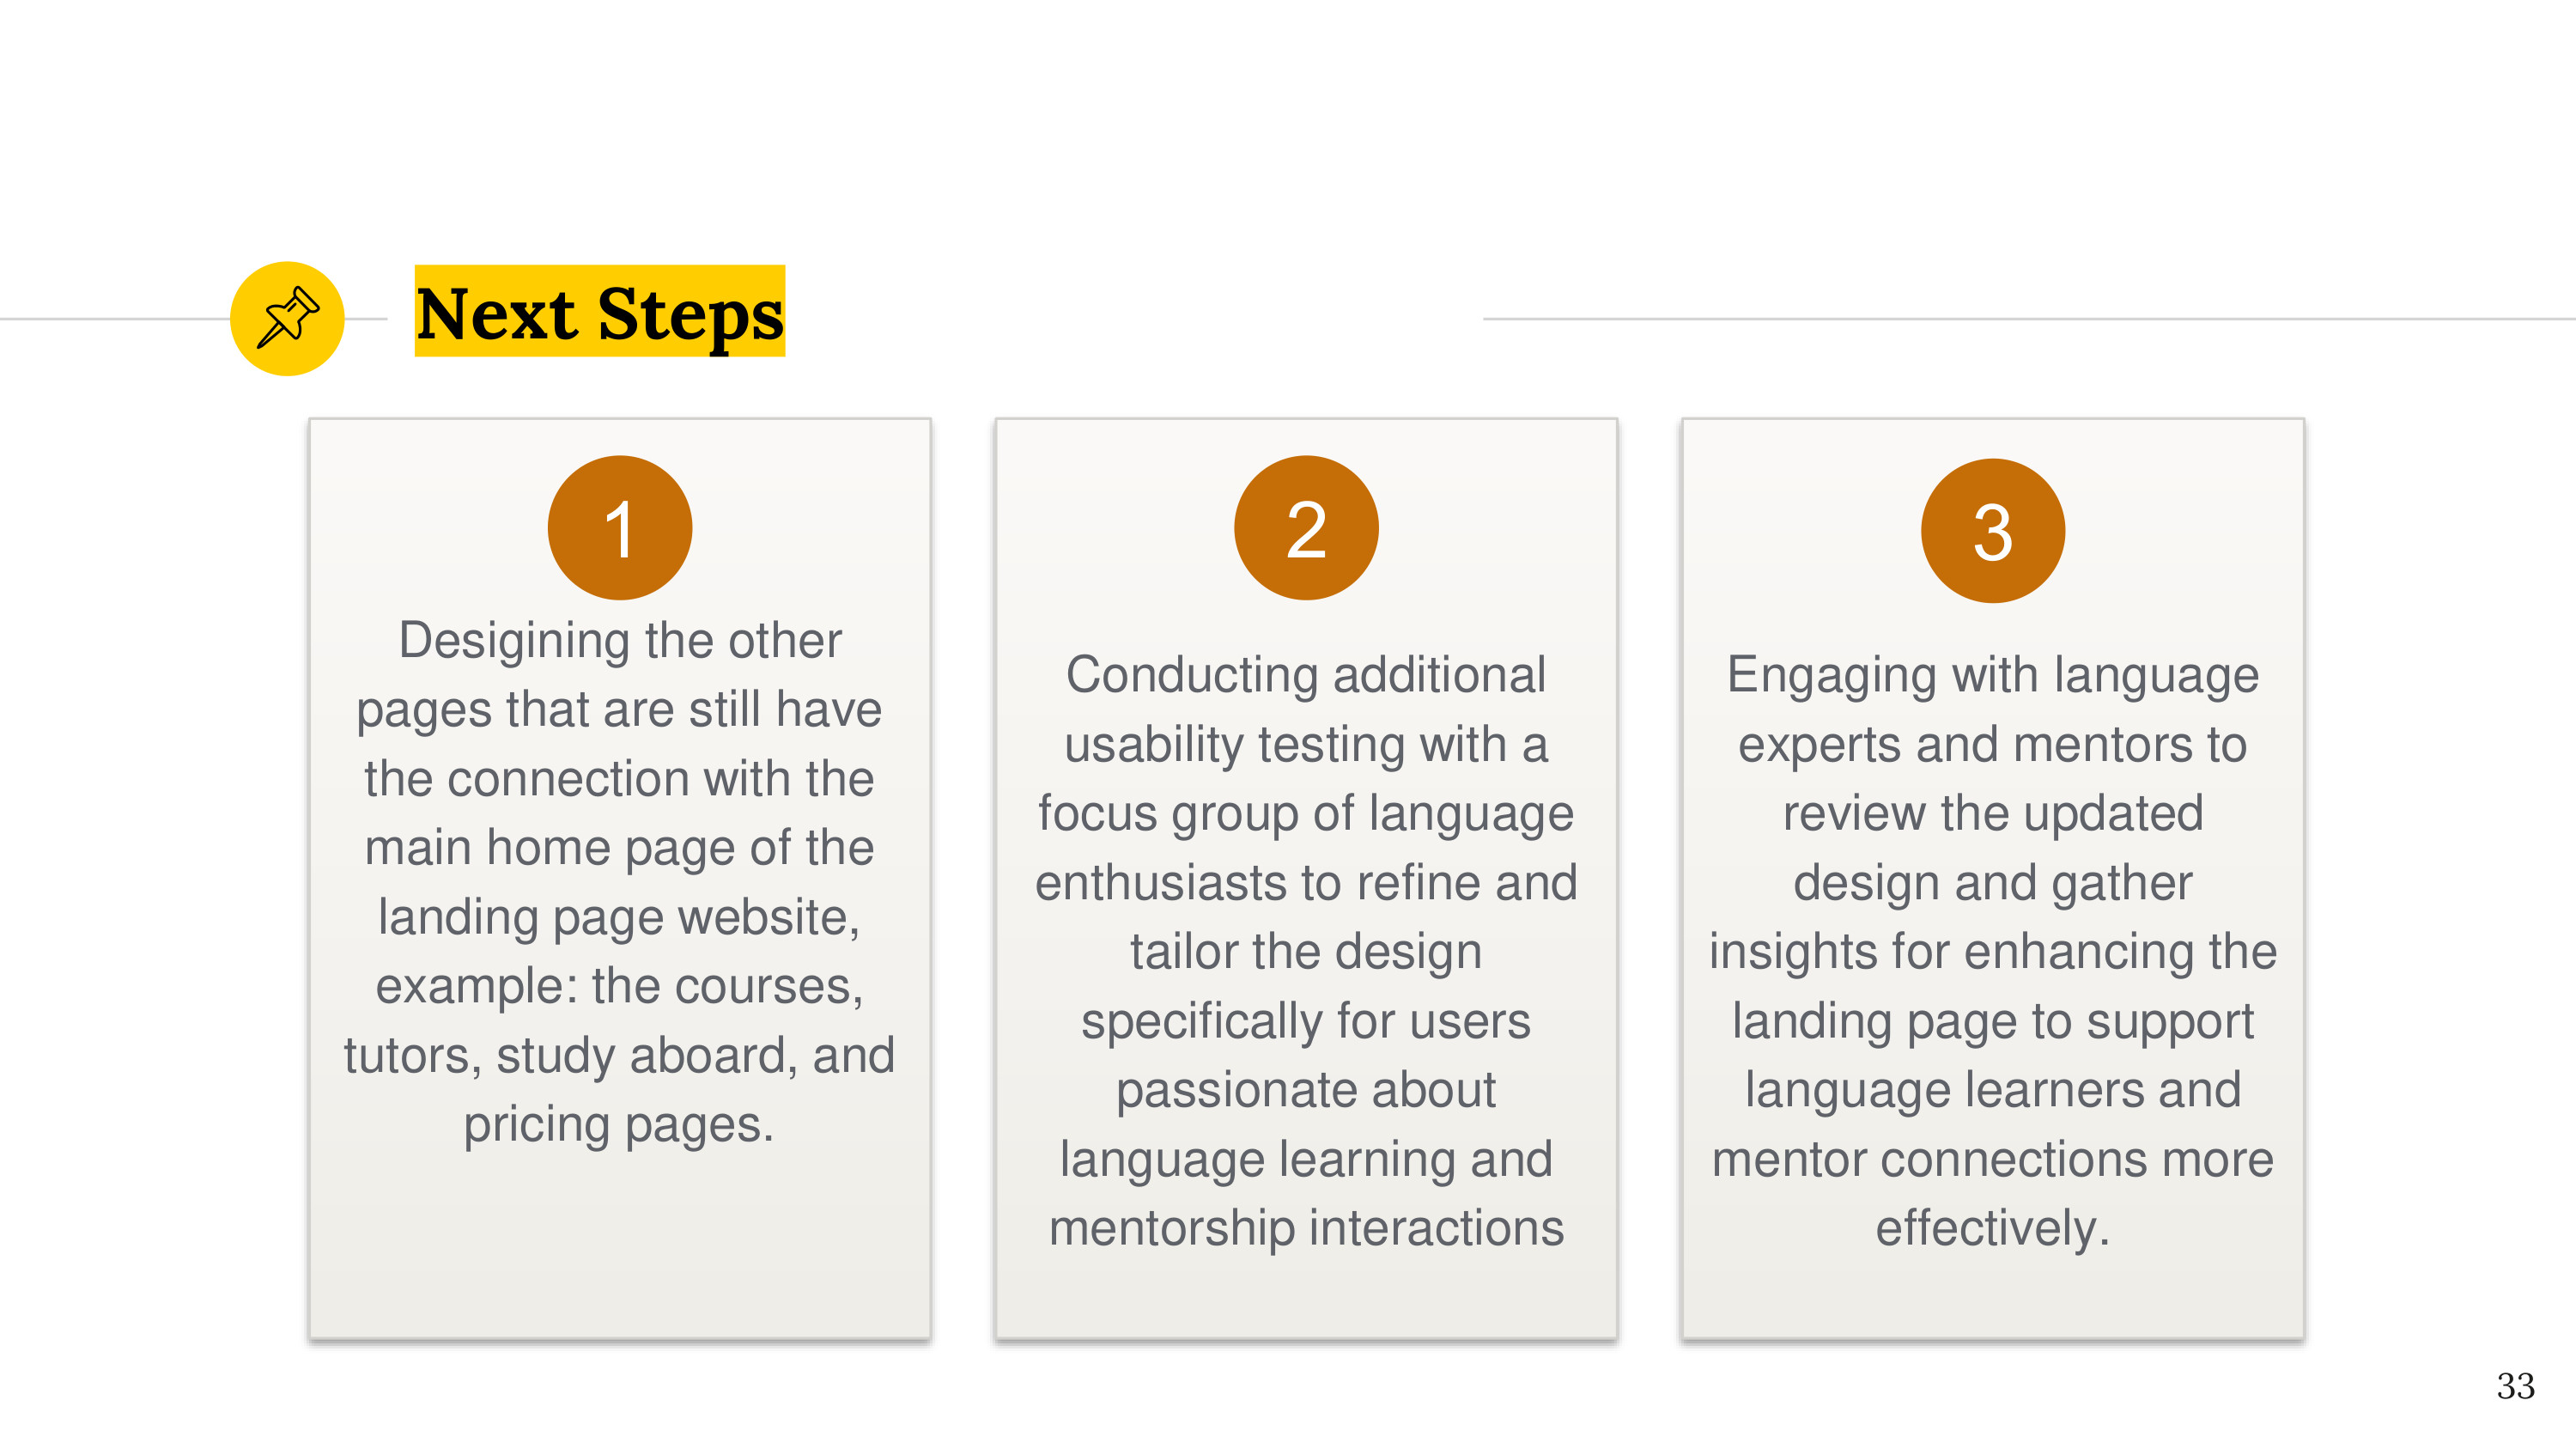 Next Steps
1
Desigining the other
pages that are still have
the connection with the
main home page of the
landing page website,
example: the courses,
tutors, study aboard, and
pricing pages.
2
Conducting additional
usability testing with a
focus group of language
enthusiasts to refine and
tailor the design
specifically for users
passionate about
language learning and
mentorship interactions
3
Engaging with language
experts and mentors to
review the updated
design and gather
insights for enhancing the
landing page to support
language learners and
mentor connections more
effectively.
33